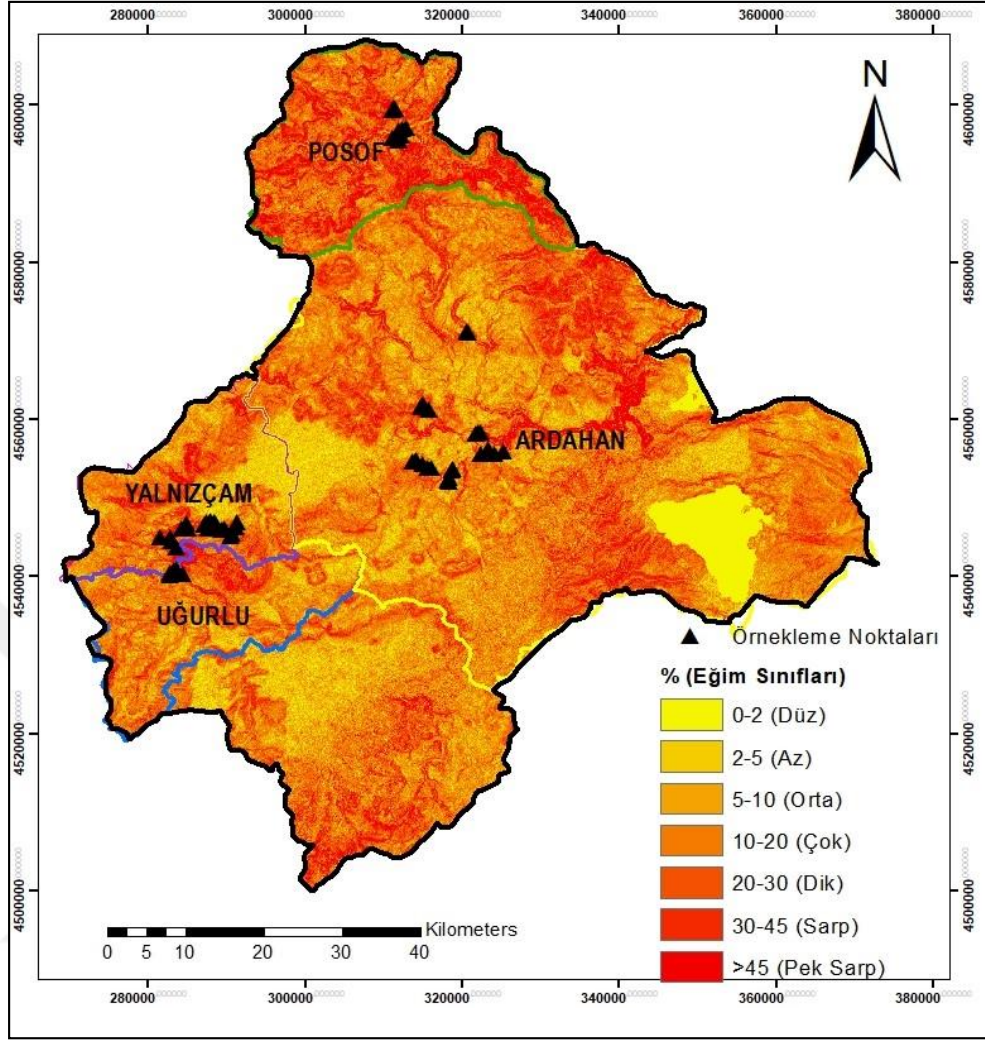 280000 300000 320000 340000 360000 380000
N
4600000 4600000
POSOF
4580000 4580000
4560000 4560000
ARDAHAN
YALNIZÇAM
4540000 4540000
UĞURLU
Örnekleme Noktaları
% (Eğim Sınıfları)
0-2 (Düz)
4520000 4520000
2-5 (Az)
5-10 (Orta)
10-20 (Çok)
20-30 (Dik)
4500000 4500000
30-45 (Sarp)
Kilometers
0 5 10 20 30 40
>45 (Pek Sarp)
280000 300000 320000 340000 360000 380000